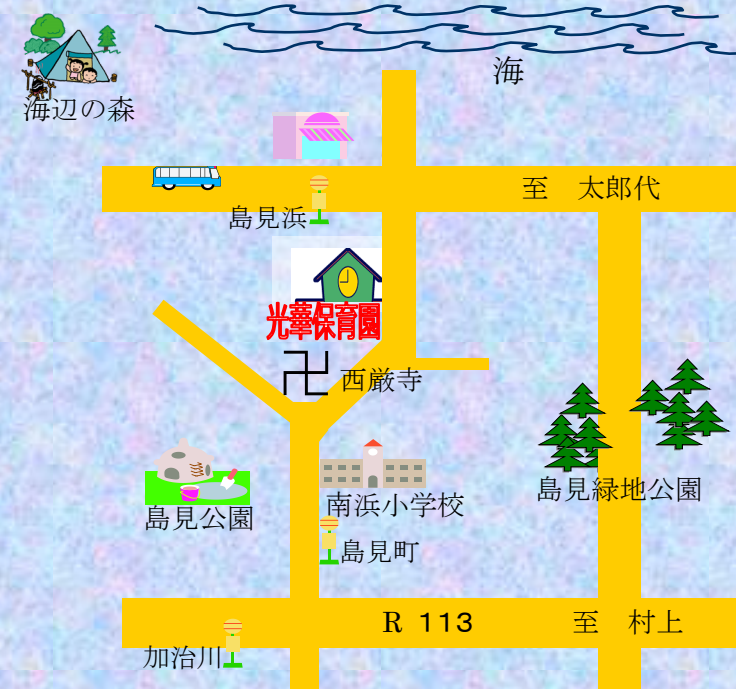 海
海辺の森
至　太郎代
島見浜
光華保育園
卍
西厳寺
島見緑地公園
南浜小学校
島見公園
島見町
R 113　至　村上
加治川